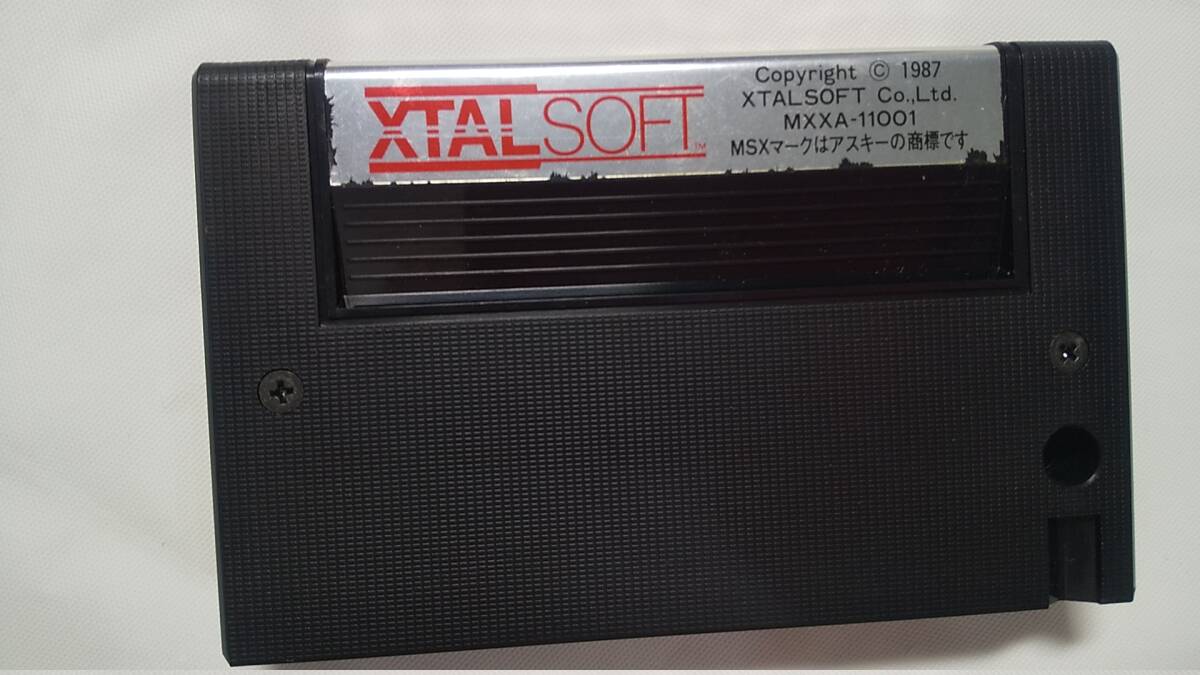 XTALSOFT™
Copyright © 1987
XTALSOFT Co.,Ltd.
MXXA-11001
MSXマークはアスキーの商標です